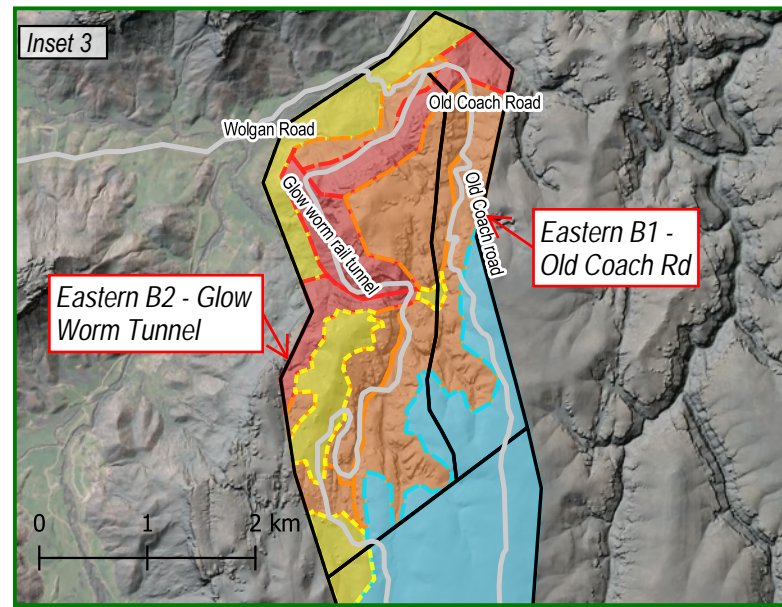 Inset 3
Wolgan Road
Old Coach Road
Glow worm rail tunnel
Old Coach road
Eastern B1 -
Old Coach Rd
Eastern B2 - Glow
Worm Tunnel
0 1 2 km